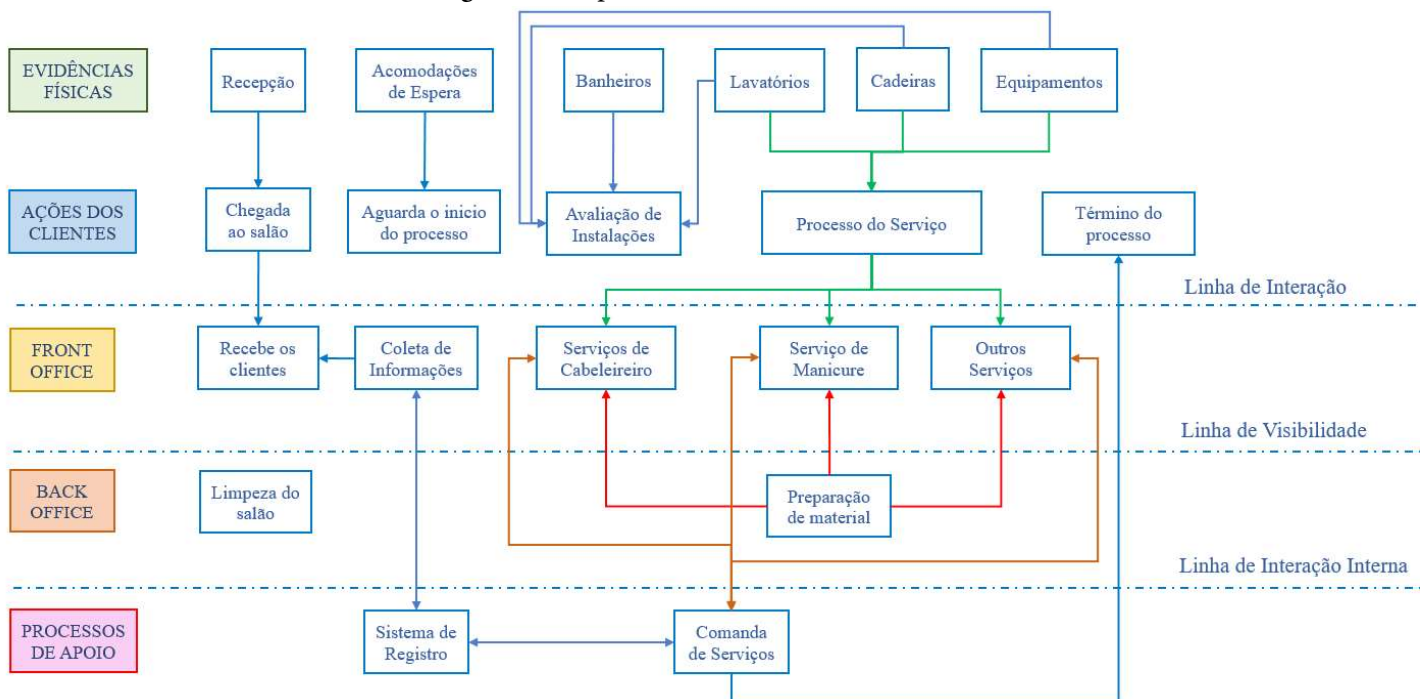 EVIDÊNCIAS
FÍSICAS
Recepção
Acomodações
de Espera
Banheiros
Lavatórios
Cadeiras
Equipamentos
AÇÕES DOS
CLIENTES
Chegada
ao salão
Aguarda o inicio
do processo
Avaliação de
Instalações
Processo do Serviço
Término do
processo
Linha de Interação
FRONT
OFFICE
Recebe os
clientes
Coleta de
Informações
Serviços de
Cabeleireiro
Serviço de
Manicure
Outros
Serviços
Linha de Visibilidade
BACK
OFFICE
Limpeza do
salão
Preparação
de material
Linha de Interação Interna
PROCESSOS
DE APOIO
Sistema de
Registro
Comanda
de Serviços